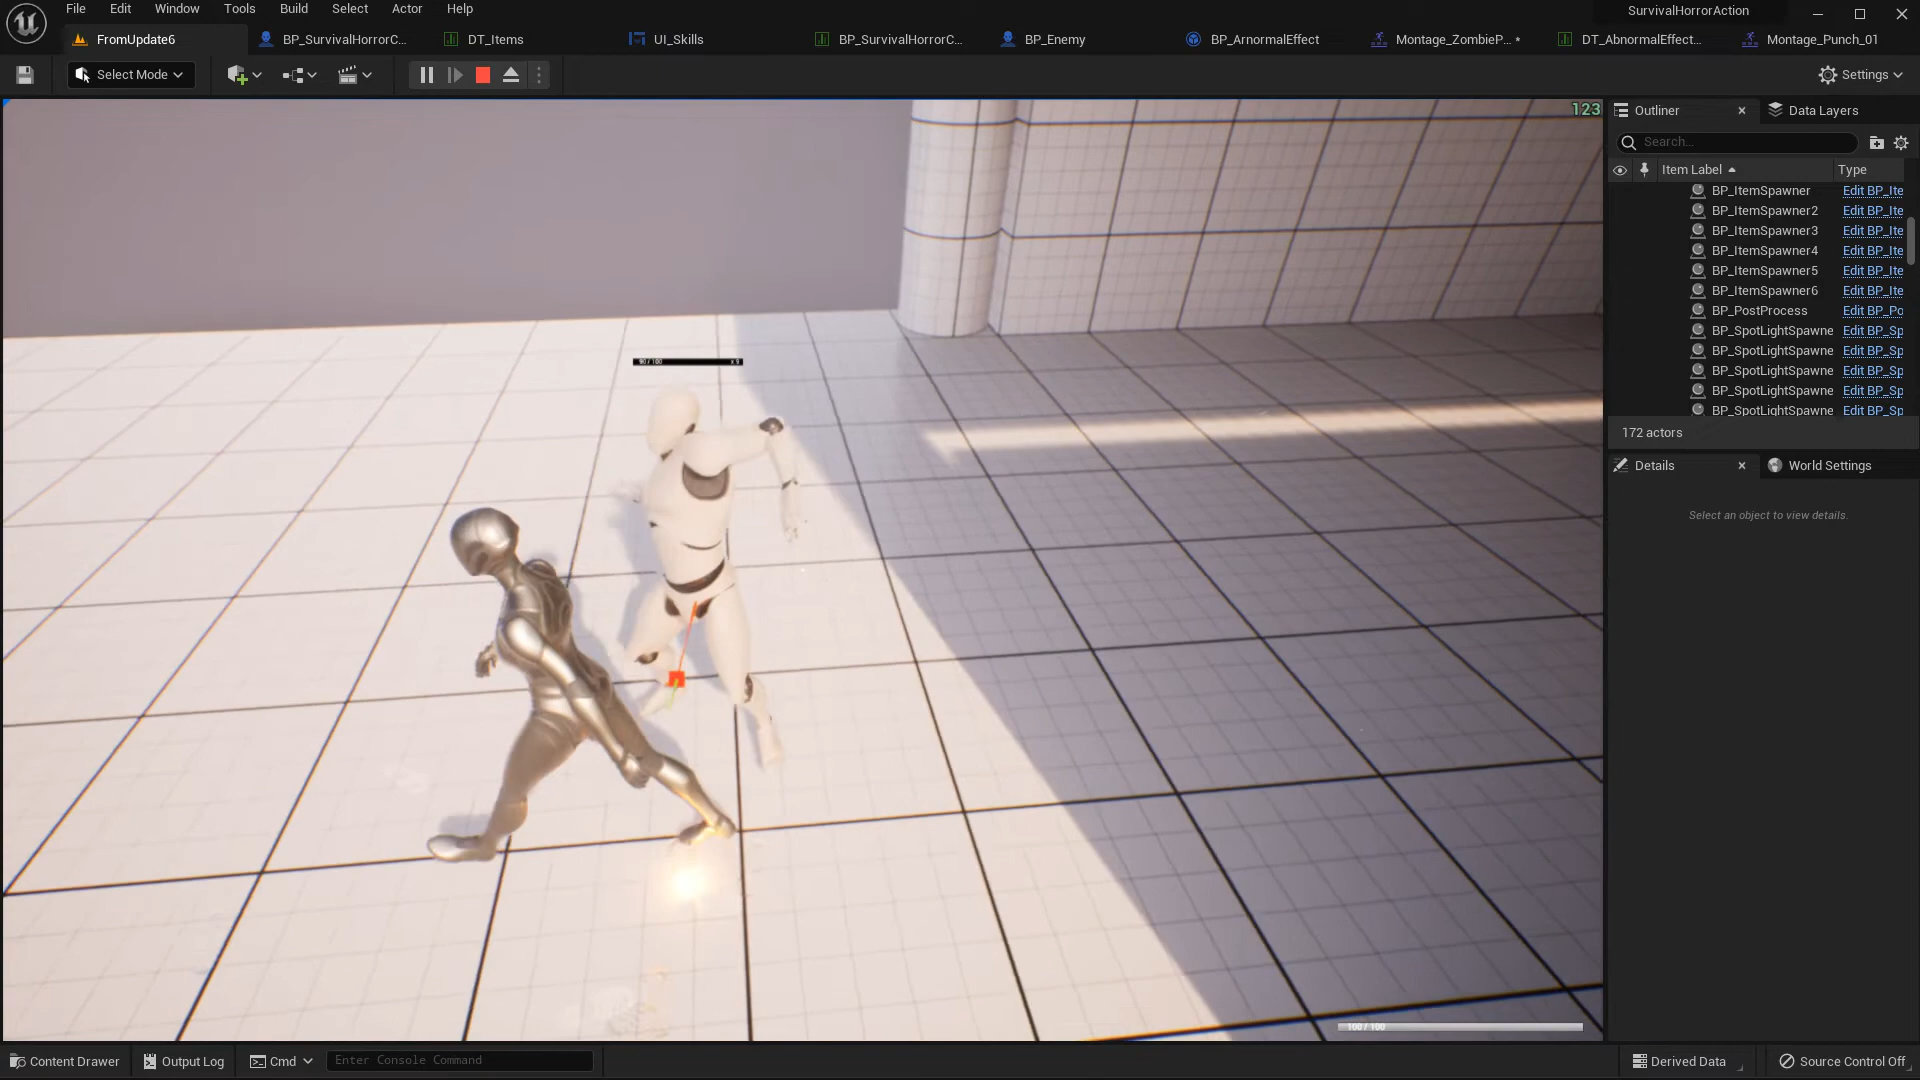 File Edit Window Tools Build Select Actor Help
SurvivalHorrorAction
FromUpdate6
BP_SurvivalHorrorC...
DT_Items
UI_Skills
BP_SurvivalHorrorC...
BP_Enemy
BP_ArnormalEffect
Montage_ZombieP... *
DT_AbnormalEffect...
Montage_Punch_01
Select Mode
Settings
123
90 / 100 x 9
100 / 100
Outliner
Data Layers
Search...
Item Label Type
BP_ItemSpawner Edit BP_Ite
BP_ItemSpawner2 Edit BP_Ite
BP_ItemSpawner3 Edit BP_Ite
BP_ItemSpawner4 Edit BP_Ite
BP_ItemSpawner5 Edit BP_Ite
BP_ItemSpawner6 Edit BP_Ite
BP_PostProcess Edit BP_Po
BP_SpotLightSpawne Edit BP_Sp
BP_SpotLightSpawne Edit BP_Sp
BP_SpotLightSpawne Edit BP_Sp
BP_SpotLightSpawne Edit BP_Sp
BP_SpotLightSpawne Edit BP_Sp
172 actors
Details
World Settings
Select an object to view details.
Content Drawer
Output Log
Cmd
Enter Console Command
Derived Data
Source Control Off